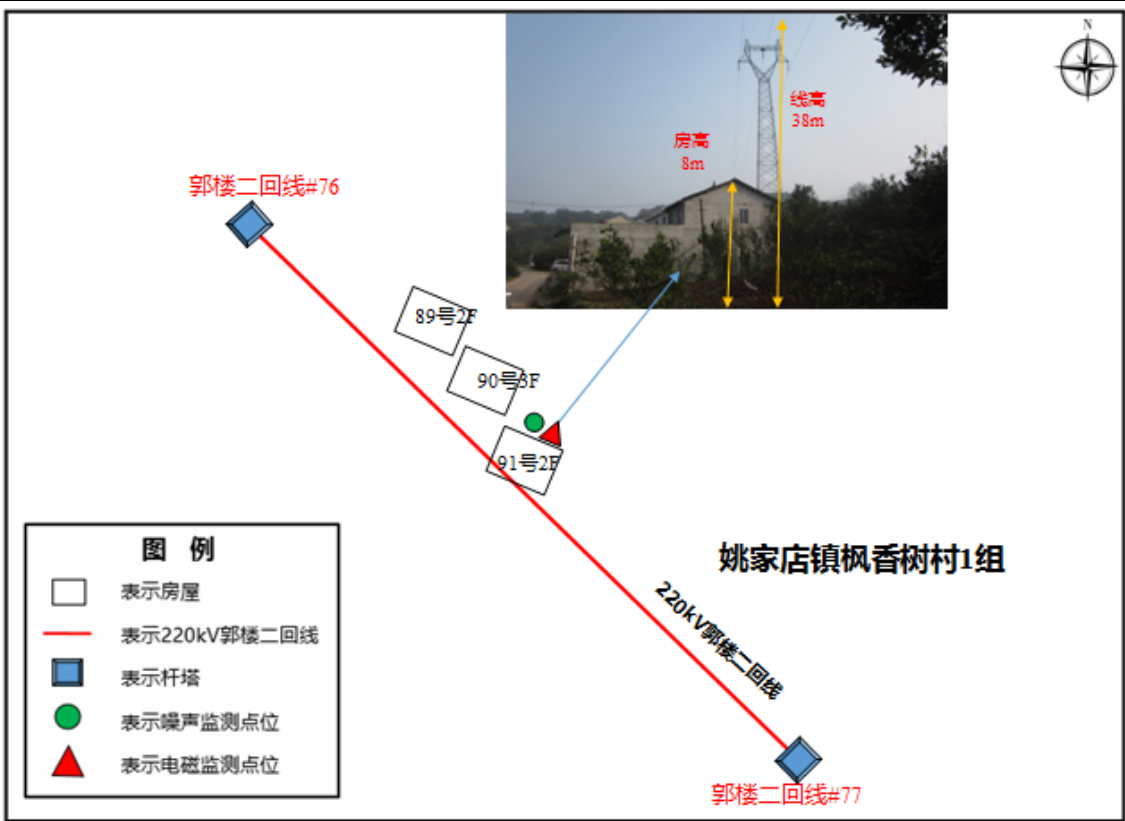 N
线高
38m
房高
8m
郭楼二回线#76
89号2F
90号3F
91号2F
姚家店镇枫香树村1组
220kV郭楼二回线
郭楼二回线#77
图 例
表示房屋
表示220kV郭楼二回线
表示杆塔
表示噪声监测点位
表示电磁监测点位